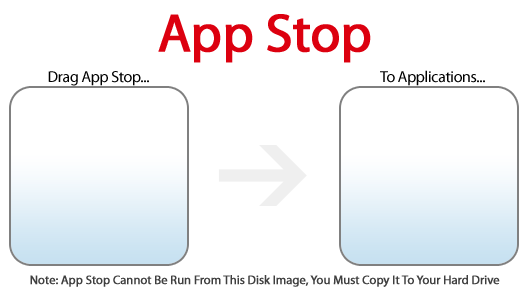 App Stop
Drag App Stop...
To Applications...
Note: App Stop Cannot Be Run From This Disk Image, You Must Copy It To Your Hard Drive